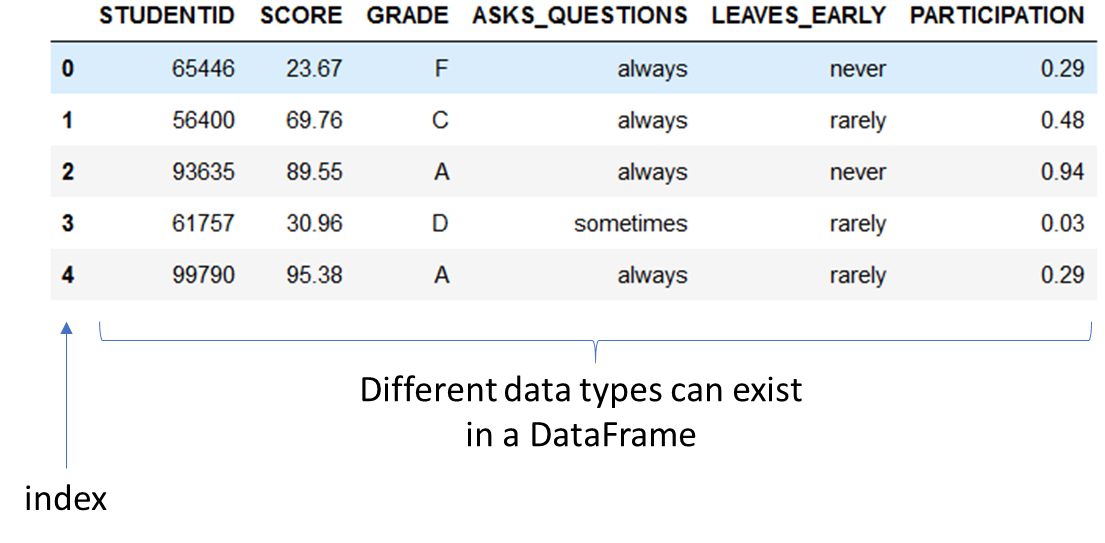 STUDENTID SCORE GRADE ASKS_QUESTIONS LEAVES_EARLY PARTICIPATION
0 65446 23.67 F always never 0.29
1 56400 69.76 C always rarely 0.48
2 93635 89.55 A always never 0.94
3 61757 30.96 D sometimes rarely 0.03
4 99790 95.38 A always rarely 0.29
Different data types can exist
in a DataFrame
index